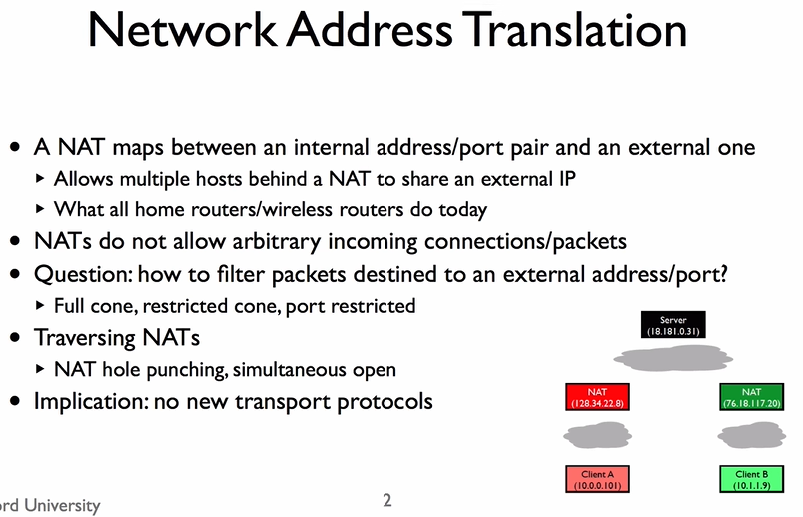 Network Address Translation
• A NAT maps between an internal address/port pair and an external one
‣ Allows multiple hosts behind a NAT to share an external IP
‣ What all home routers/wireless routers do today
• NATs do not allow arbitrary incoming connections/packets
• Question: how to filter packets destined to an external address/port?
‣ Full cone, restricted cone, port restricted
• Traversing NATs
‣ NAT hole punching, simultaneous open
• Implication: no new transport protocols
Server
(18.181.0.31)
NAT
(128.34.22.8)
NAT
(76.18.117.20)
Client A
(10.0.0.101)
Client B
(10.1.1.9)
ord University
2